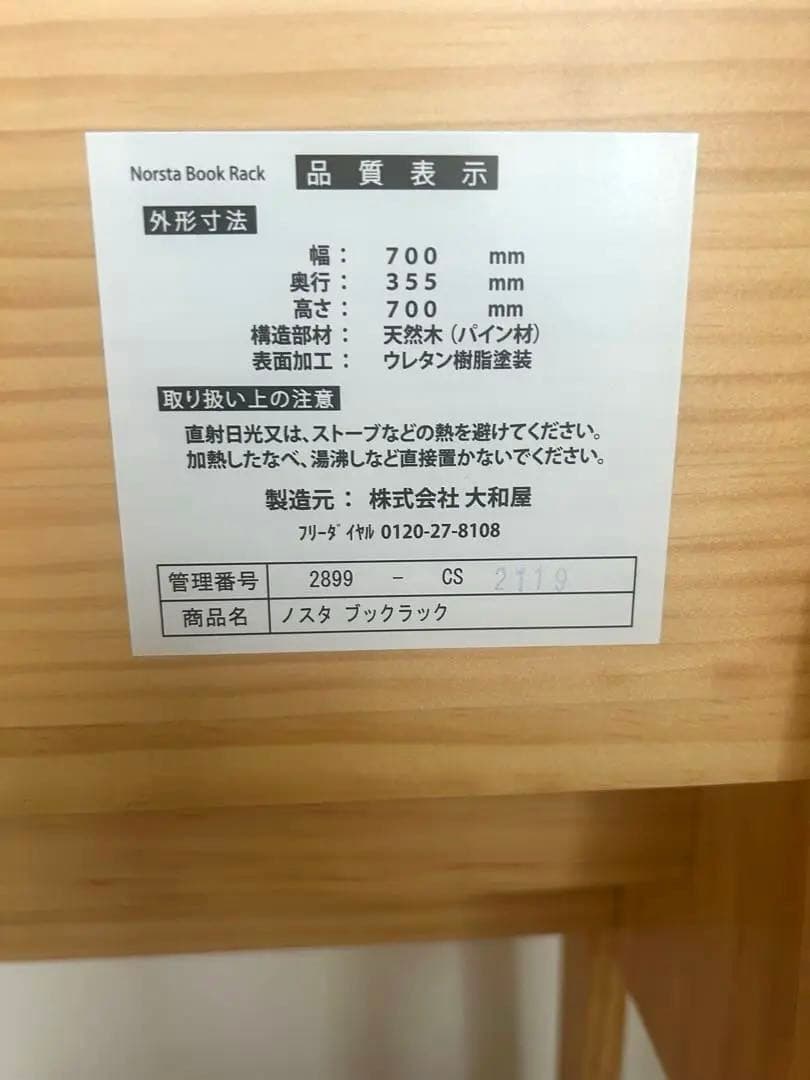 Norsta Book Rack 品質表示
外形寸法
幅： 700 mm
奥行： 355 mm
高さ： 700 mm
構造部材： 天然木（パイン材）
表面加工： ウレタン樹脂塗装
取り扱い上の注意
直射日光又は、ストーブなどの熱を避けてください。
加熱したなべ、湯沸しなど直接置かないでください。
製造元： 株式会社 大和屋
ﾌﾘｰﾀﾞｲﾔﾙ 0120-27-8108
管理番号 2899 - CS 2119
商品名 ノスタ ブックラック